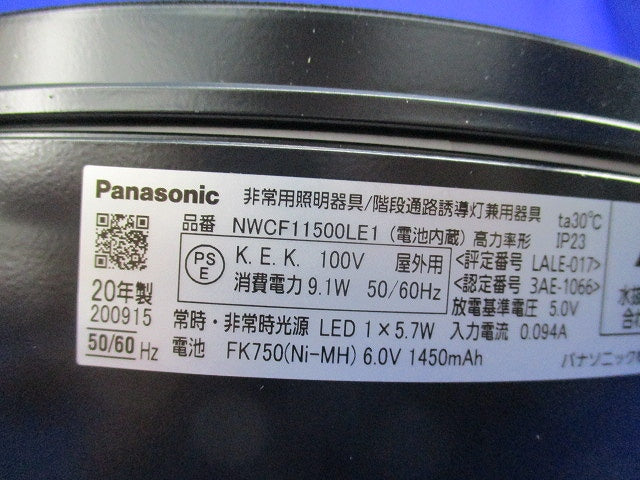 Panasonic 非常用照明器具/階段通路誘導灯兼用器具 ta30℃
品番 NWCF11500LE1 (電池内蔵) 高力率形 IP23
PS E K. E. K. 100V 屋外用 <評定番号 LALE-017>
消費電力 9.1W 50/60Hz <認定番号 3AE-1066>
20年製 放電基準電圧 5.0V
200915 常時・非常時光源 LED 1×5.7W 入力電流 0.094A
50/60 Hz 電池 FK750(Ni-MH) 6.0V 1450mAh パナソニック